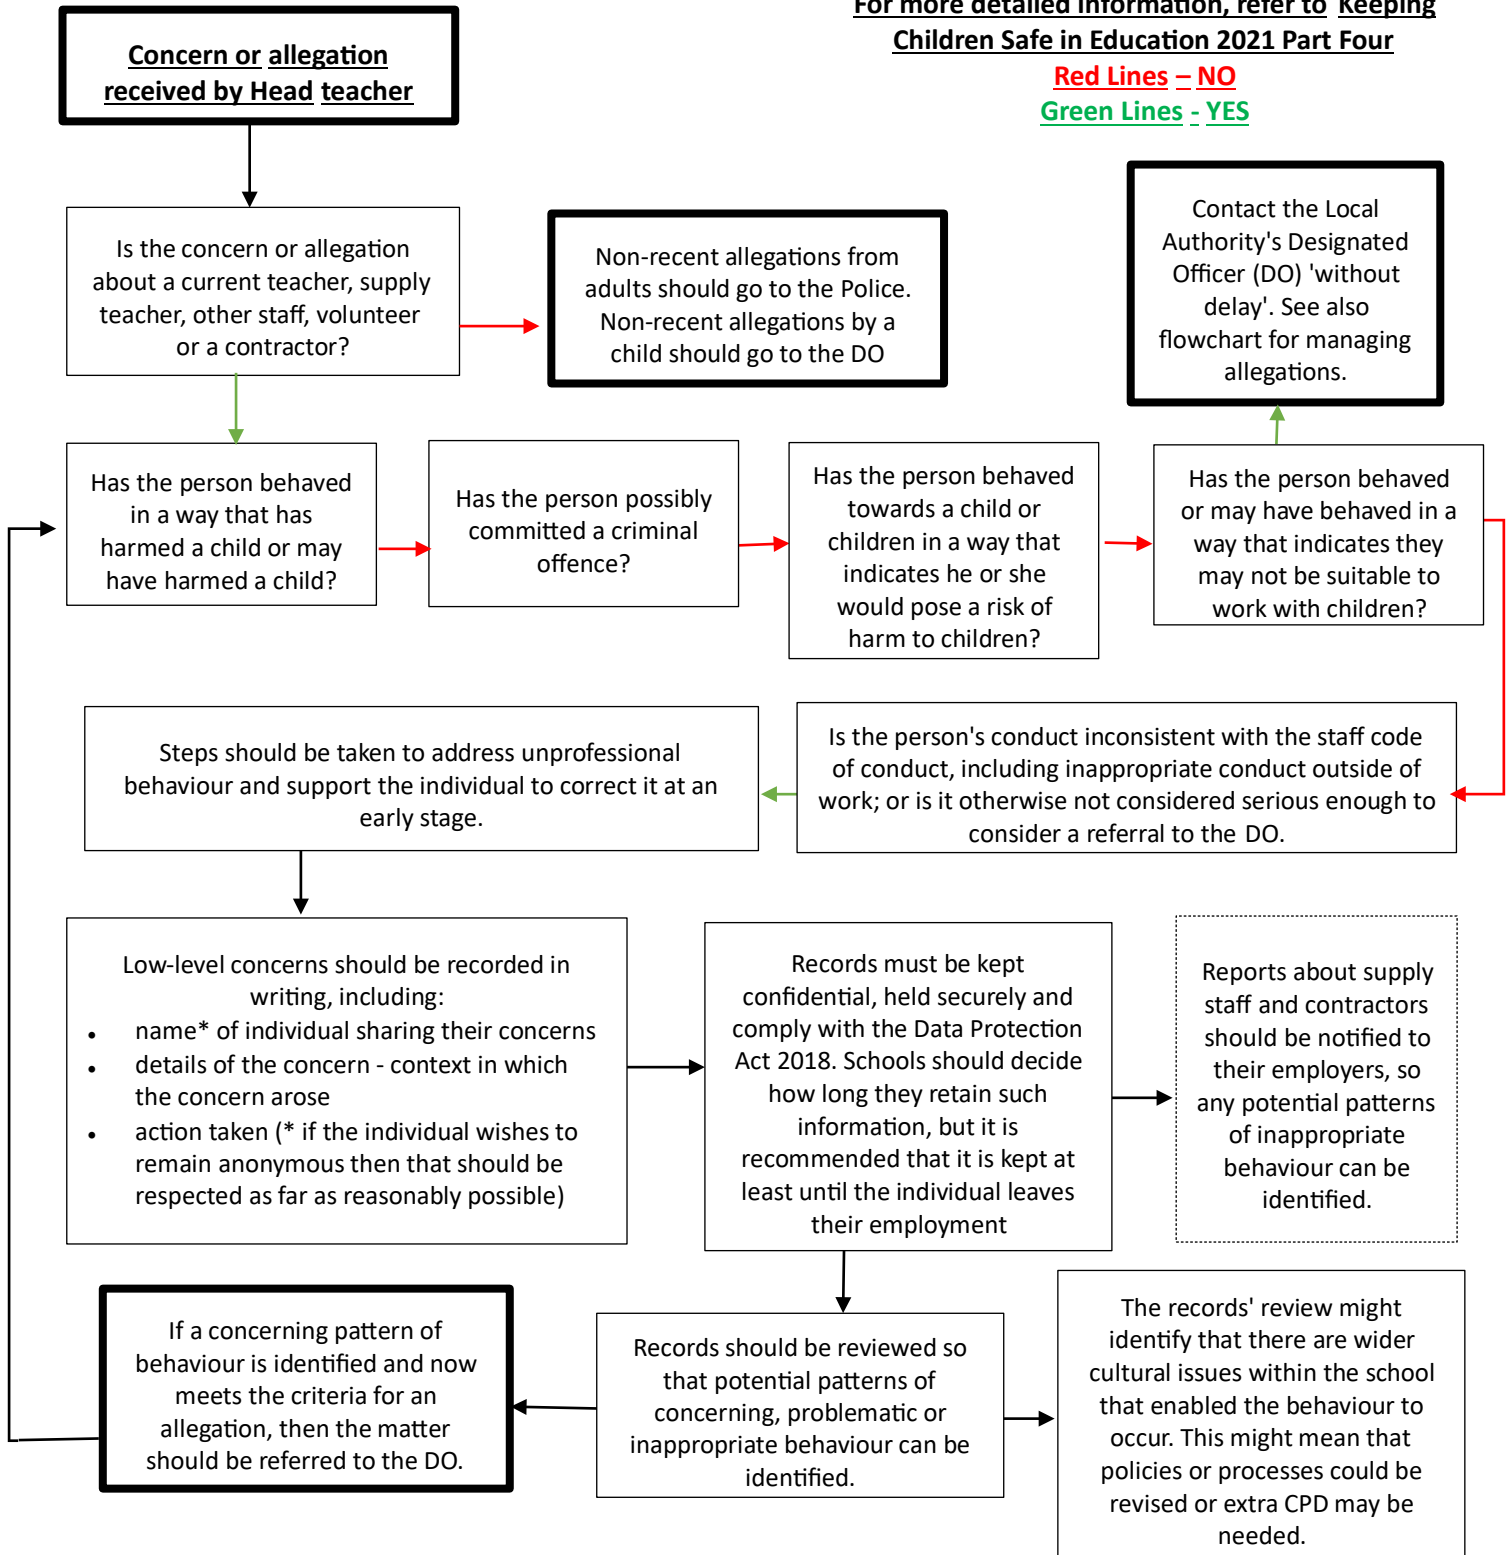 For more detailed information, refer to Keeping
Children Safe in Education 2021 Part Four
Red Lines – NO
Green Lines - YES
Concern or allegation
received by Head teacher
Is the concern or allegation
about a current teacher, supply
teacher, other staff, volunteer
or a contractor?
Non-recent allegations from
adults should go to the Police.
Non-recent allegations by a
child should go to the DO
Contact the Local
Authority's Designated
Officer (DO) 'without
delay'. See also
flowchart for managing
allegations.
Has the person behaved
in a way that has
harmed a child or may
have harmed a child?
Has the person possibly
committed a criminal
offence?
Has the person behaved
towards a child or
children in a way that
indicates he or she
would pose a risk of
harm to children?
Has the person behaved
or may have behaved in a
way that indicates they
may not be suitable to
work with children?
Is the person's conduct inconsistent with the staff code
of conduct, including inappropriate conduct outside of
work; or is it otherwise not considered serious enough to
consider a referral to the DO.
Steps should be taken to address unprofessional
behaviour and support the individual to correct it at an
early stage.
Low-level concerns should be recorded in
writing, including:
• name* of individual sharing their concerns
• details of the concern - context in which
the concern arose
• action taken (* if the individual wishes to
remain anonymous then that should be
respected as far as reasonably possible)
Records must be kept
confidential, held securely and
comply with the Data Protection
Act 2018. Schools should decide
how long they retain such
information, but it is
recommended that it is kept at
least until the individual leaves
their employment
Reports about supply
staff and contractors
should be notified to
their employers, so
any potential patterns
of inappropriate
behaviour can be
identified.
If a concerning pattern of
behaviour is identified and now
meets the criteria for an
allegation, then the matter
should be referred to the DO.
Records should be reviewed so
that potential patterns of
concerning, problematic or
inappropriate behaviour can be
identified.
The records' review might
identify that there are wider
cultural issues within the school
that enabled the behaviour to
occur. This might mean that
policies or processes could be
revised or extra CPD may be
needed.